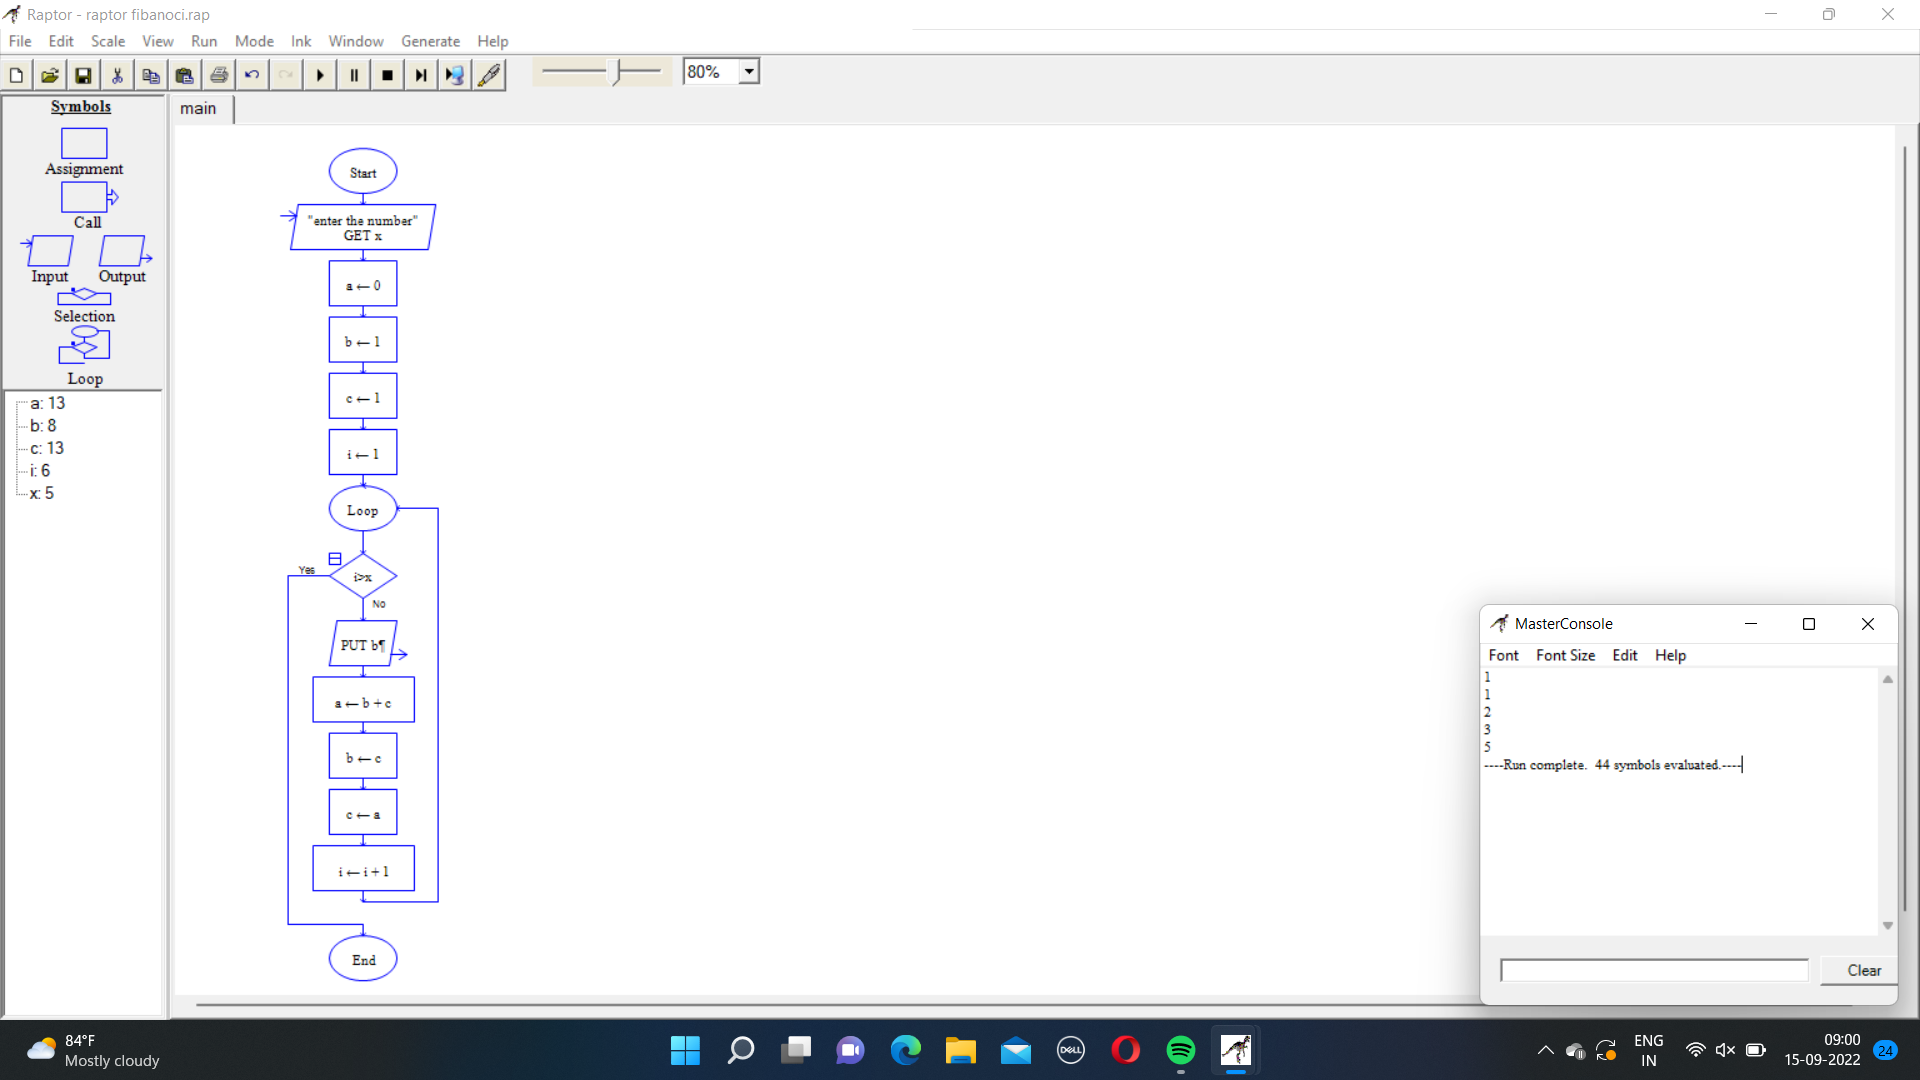 Raptor - raptor fibanoci.rap
File Edit Scale View Run Mode Ink Window Generate Help
80%
Symbols
Assignment
Call
Input Output
Selection
Loop
a: 13
b: 8
c: 13
i: 6
x: 5
main
Start
"enter the number"
GET x
a ← 0
b ← 1
c ← 1
i ← 1
Loop
Yes
i>x
No
PUT b¶
a ← b + c
b ← c
c ← a
i ← i + 1
End
MasterConsole
Font Font Size Edit Help
1
1
2
3
5
----Run complete. 44 symbols evaluated.----
Clear
84°F
Mostly cloudy
DELL
ENG
IN
09:00
15-09-2022
24